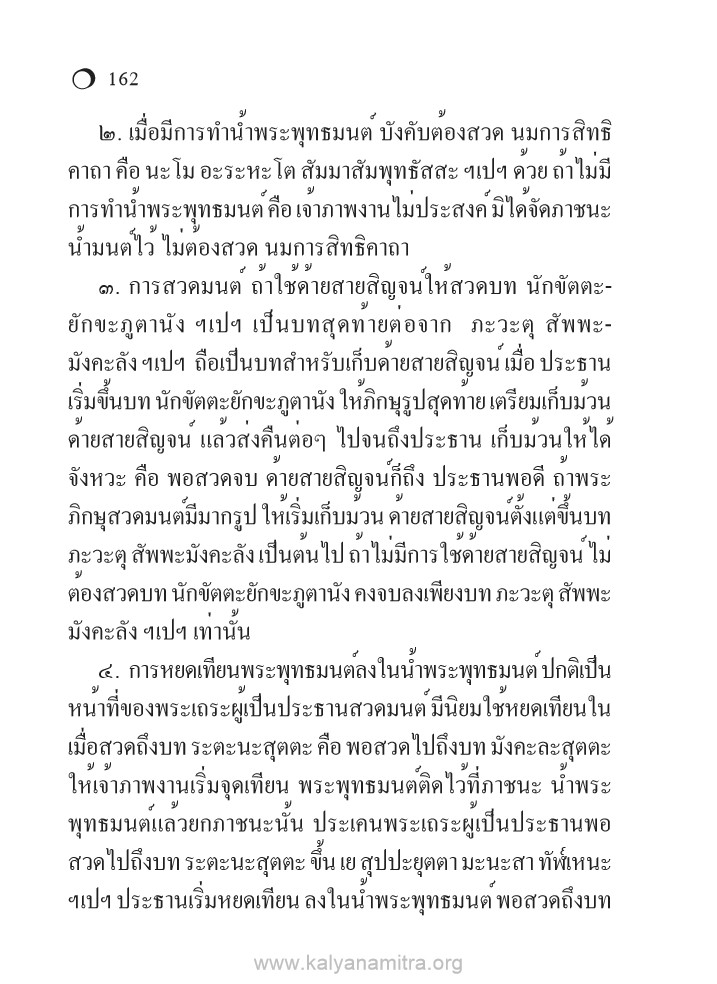 162
๒. เมื่อมีการทำน้ำพระพุทธมนต์ บังคับต้องสวด นมการสิทธิ
คาถา คือ นะโม อะระหะโต สัมมาสัมพุทธัสสะ ฯเปฯ ด้วย ถ้าไม่มี
การทำน้ำพระพุทธมนต์ คือ เจ้าภาพงานไม่ประสงค์ มิได้จัดภาชนะ
น้ำมนต์ไว้ ไม่ต้องสวด นมการสิทธิคาถา
๓. การสวดมนต์ ถ้าใช้ด้ายสายสิญจน์ให้สวดบท นักขัตตะ-
ยักขะภูตานัง ฯเปฯ เป็นบทสุดท้ายต่อจาก ภะวะตุ สัพพะ-
มังคะลัง ฯเปฯ ถือเป็นบทสำหรับเก็บด้ายสายสิญจน์ เมื่อ ประธาน
เริ่มขึ้นบท นักขัตตะยักขะภูตานัง ให้ภิกษุรูปสุดท้าย เตรียมเก็บม้วน
ด้ายสายสิญจน์ แล้วส่งคืนต่อๆ ไปจนถึงประธาน เก็บม้วนให้ได้
จังหวะ คือ พอสวดจบ ด้ายสายสิญจน์ก็ถึง ประธานพอดี ถ้าพระ
ภิกษุสวดมนต์มีมากรูป ให้เริ่มเก็บม้วน ด้ายสายสิญจน์ตั้งแต่ขึ้นบท
ภะวะตุ สัพพะมังคะลัง เป็นต้นไป ถ้าไม่มีการใช้ด้ายสายสิญจน์ ไม่
ต้องสวดบท นักขัตตะยักขะภูตานัง คงจบลงเพียงบท ภะวะตุ สัพพะ
มังคะลัง ฯเปฯ เท่านั้น
๔. การหยดเทียนพระพุทธมนต์ลงในน้ำพระพุทธมนต์ ปกติเป็น
หน้าที่ของพระเถระผู้เป็นประธานสวดมนต์ มีนิยมใช้หยดเทียนใน
เมื่อสวดถึงบท ระตะนะสุตตะ คือ พอสวดไปถึงบท มังคะละสุตตะ
ให้เจ้าภาพงานเริ่มจุดเทียน พระพุทธมนต์ติดไว้ที่ภาชนะ น้ำพระ
พุทธมนต์แล้วยกภาชนะนั้น ประเคนพระเถระผู้เป็นประธานพอ
สวดไปถึงบท ระตะนะสุตตะ ขึ้น เย สุปปะยุตตา มะนะสา ทัฬ์เหนะ
ฯเปฯ ประธานเริ่มหยดเทียน ลงในน้ำพระพุทธมนต์ พอสวดถึงบท
www.kalyanamitra.org